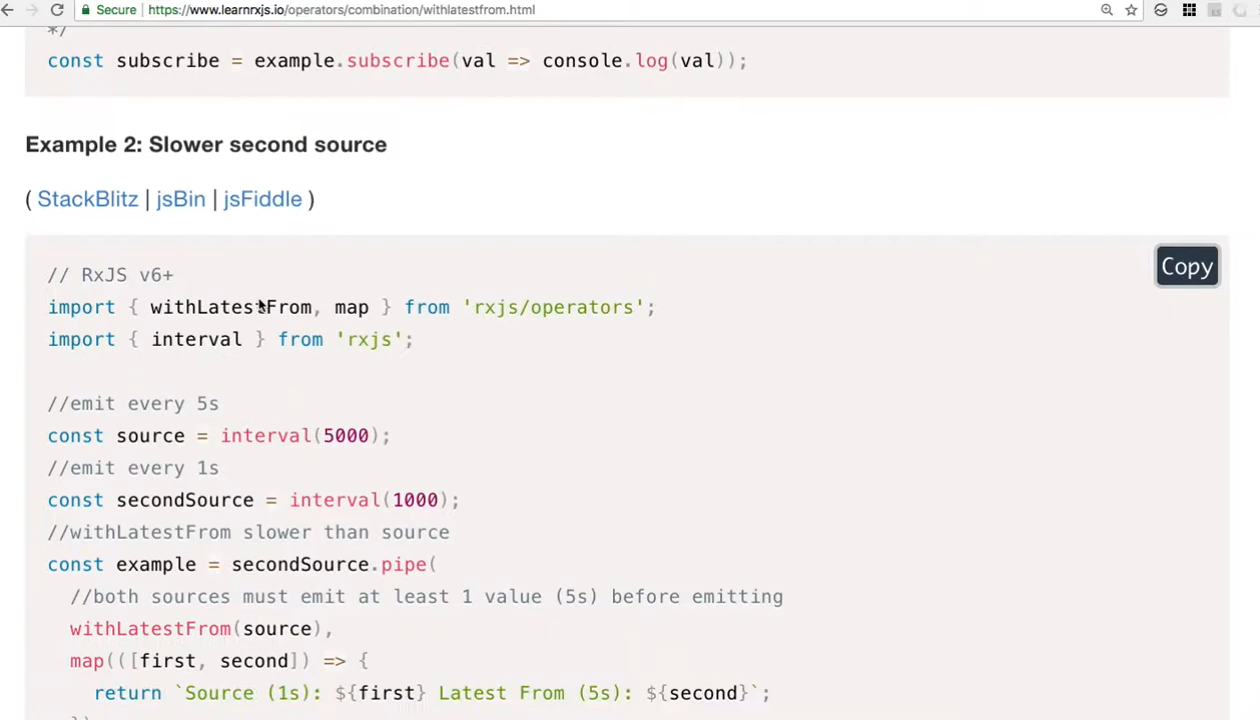 Secure https://www.learnrxjs.io/operators/combination/withlatestfrom.html
*/
const subscribe = example.subscribe(val => console.log(val));
Example 2: Slower second source
( StackBlitz | jsBin | jsFiddle )
Copy
// RxJS v6+
import { withLatestFrom, map } from 'rxjs/operators';
import { interval } from 'rxjs';
//emit every 5s
const source = interval(5000);
//emit every 1s
const secondSource = interval(1000);
//withLatestFrom slower than source
const example = secondSource.pipe(
//both sources must emit at least 1 value (5s) before emitting
withLatestFrom(source),
map(([first, second]) => {
return `Source (1s): ${first} Latest From (5s): ${second}`;
})